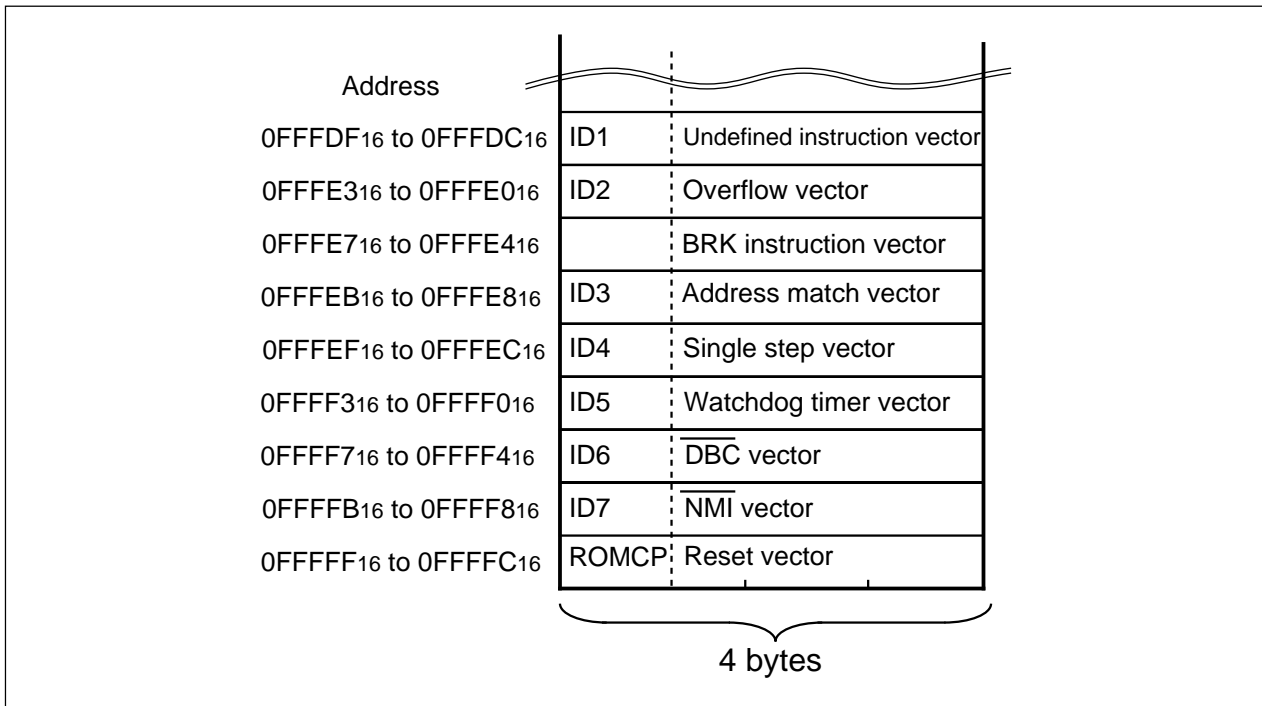 Address
0FFFDF16 to 0FFFDC16 ID1 Undefined instruction vector
0FFFE316 to 0FFFE016 ID2 Overflow vector
0FFFE716 to 0FFFE416 BRK instruction vector
0FFFEB16 to 0FFFE816 ID3 Address match vector
0FFFEF16 to 0FFFEC16 ID4 Single step vector
0FFFF316 to 0FFFF016 ID5 Watchdog timer vector
0FFFF716 to 0FFFF416 ID6 D̅B̅C̅ vector
0FFFFB16 to 0FFFF816 ID7 N̅M̅I̅ vector
0FFFFF16 to 0FFFFC16 ROMCP Reset vector
4 bytes